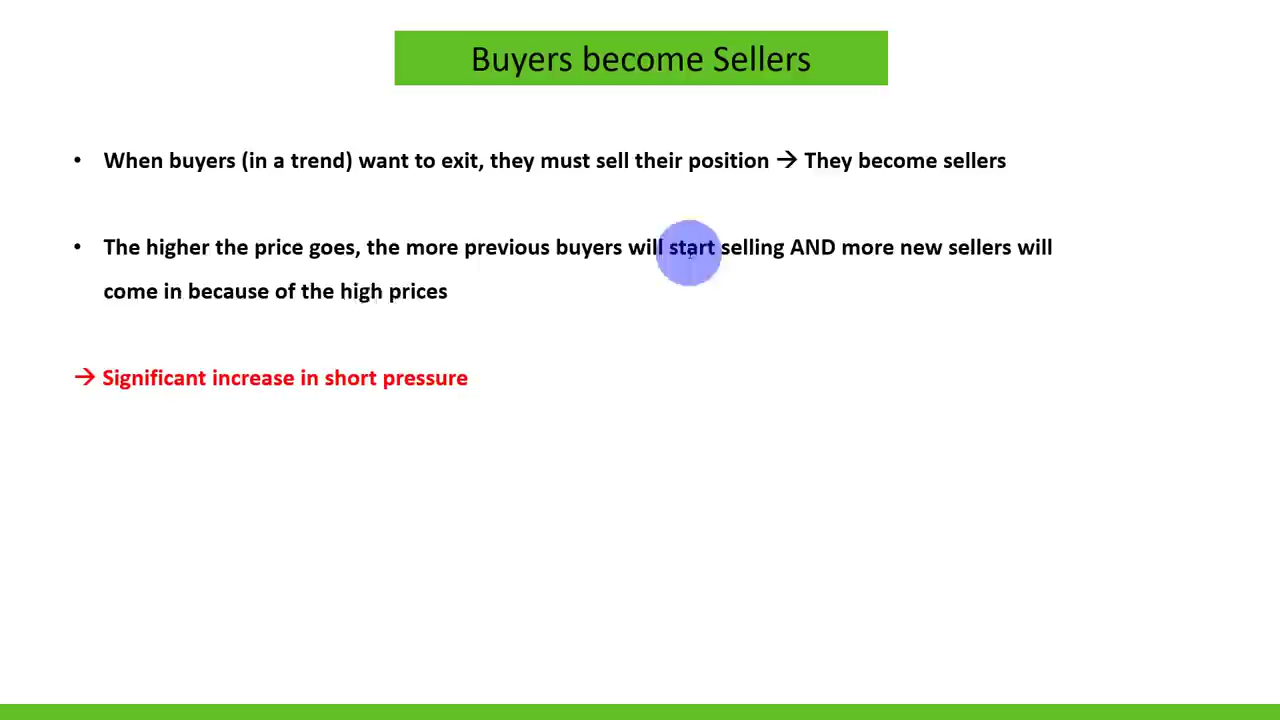 Buyers become Sellers
• When buyers (in a trend) want to exit, they must sell their position → They become sellers
• The higher the price goes, the more previous buyers will start selling AND more new sellers will
come in because of the high prices
→ Significant increase in short pressure